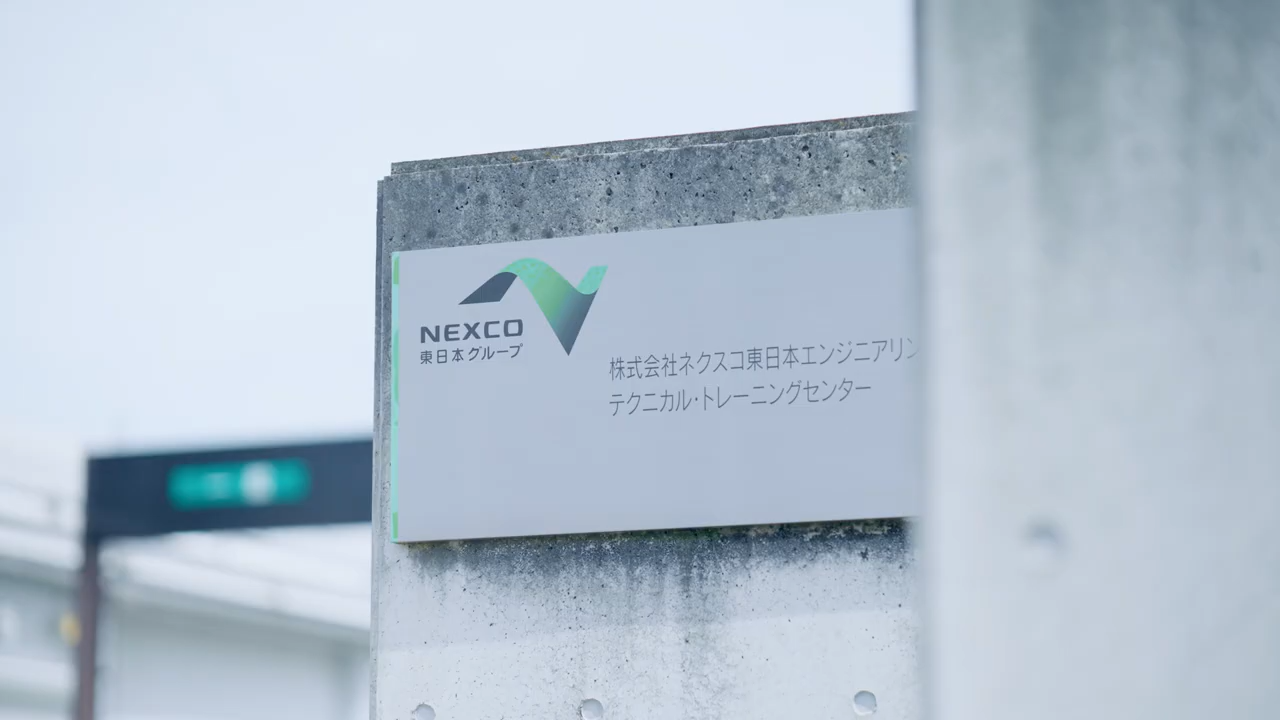 NEXCO
東日本グループ
株式会社ネクスコ東日本エンジニアリン
テクニカル・トレーニングセンター